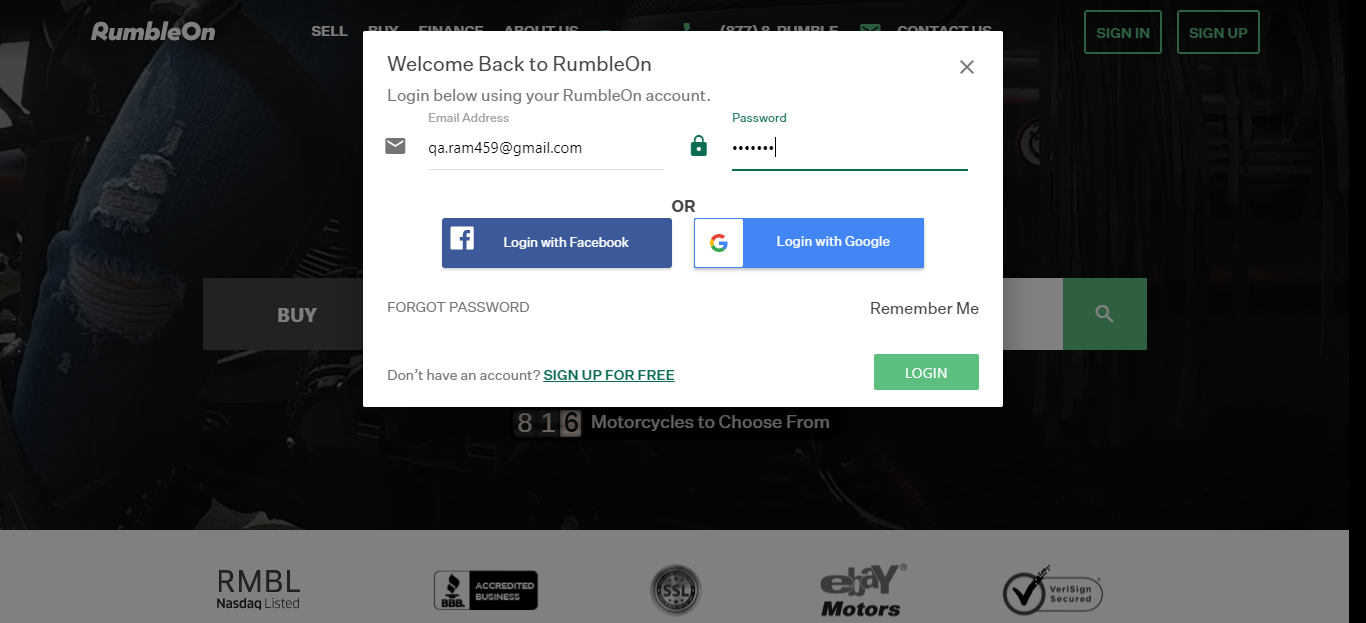 RumbleOn
SELL BUY FINANCE ABOUT US (877) 8-RUMBLE CONTACT US SIGN IN SIGN UP
Welcome Back to RumbleOn
Login below using your RumbleOn account.
Email Address Password
qa.ram459@gmail.com •••••••
OR
Login with Facebook G Login with Google
BUY
FORGOT PASSWORD Remember Me
Don't have an account? SIGN UP FOR FREE LOGIN
816 Motorcycles to Choose From
RMBL
Nasdaq Listed
BBB.
ACCREDITED
BUSINESS
SSL
ebaY®
Motors
VeriSign
Secured